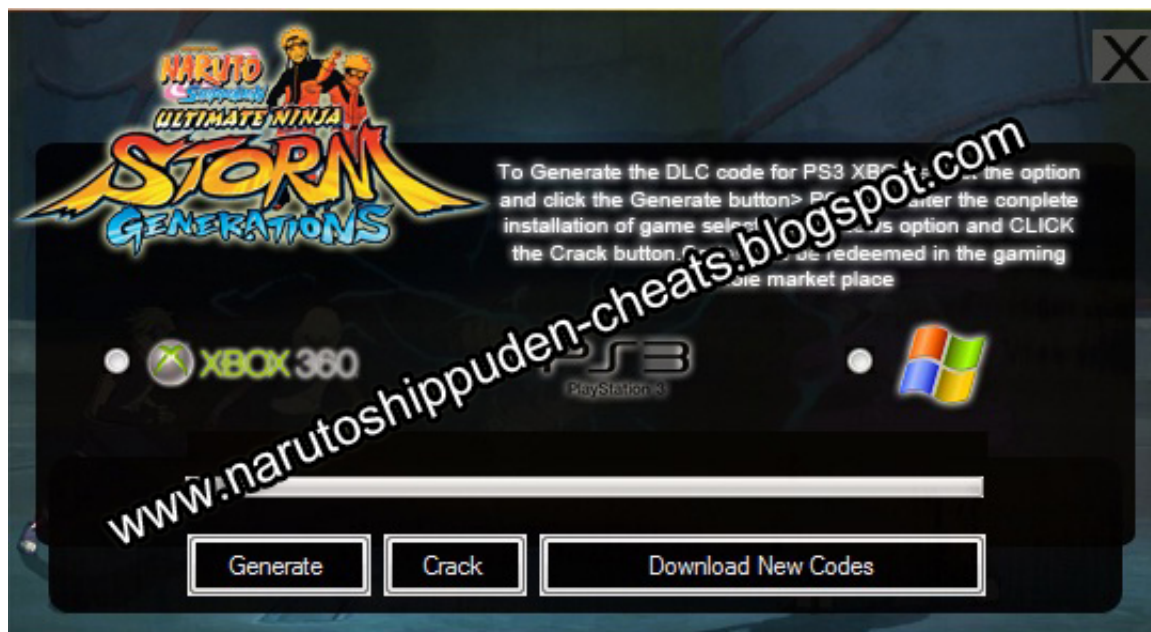 NARUTO
SHIPPUDEN
ULTIMATE NINJA
STORM
GENERATIONS
X
To Generate the DLC code for PS3 the option
and click the Generate button> after the conplete
installation of game option and CLICK
the Crack button. be redeemed in the gaming
market place
www.narutoshippuden-cheats.blogspot.com
XBOX 360
PS3
PlayStation 3
Generate
Crack
Download New Codes